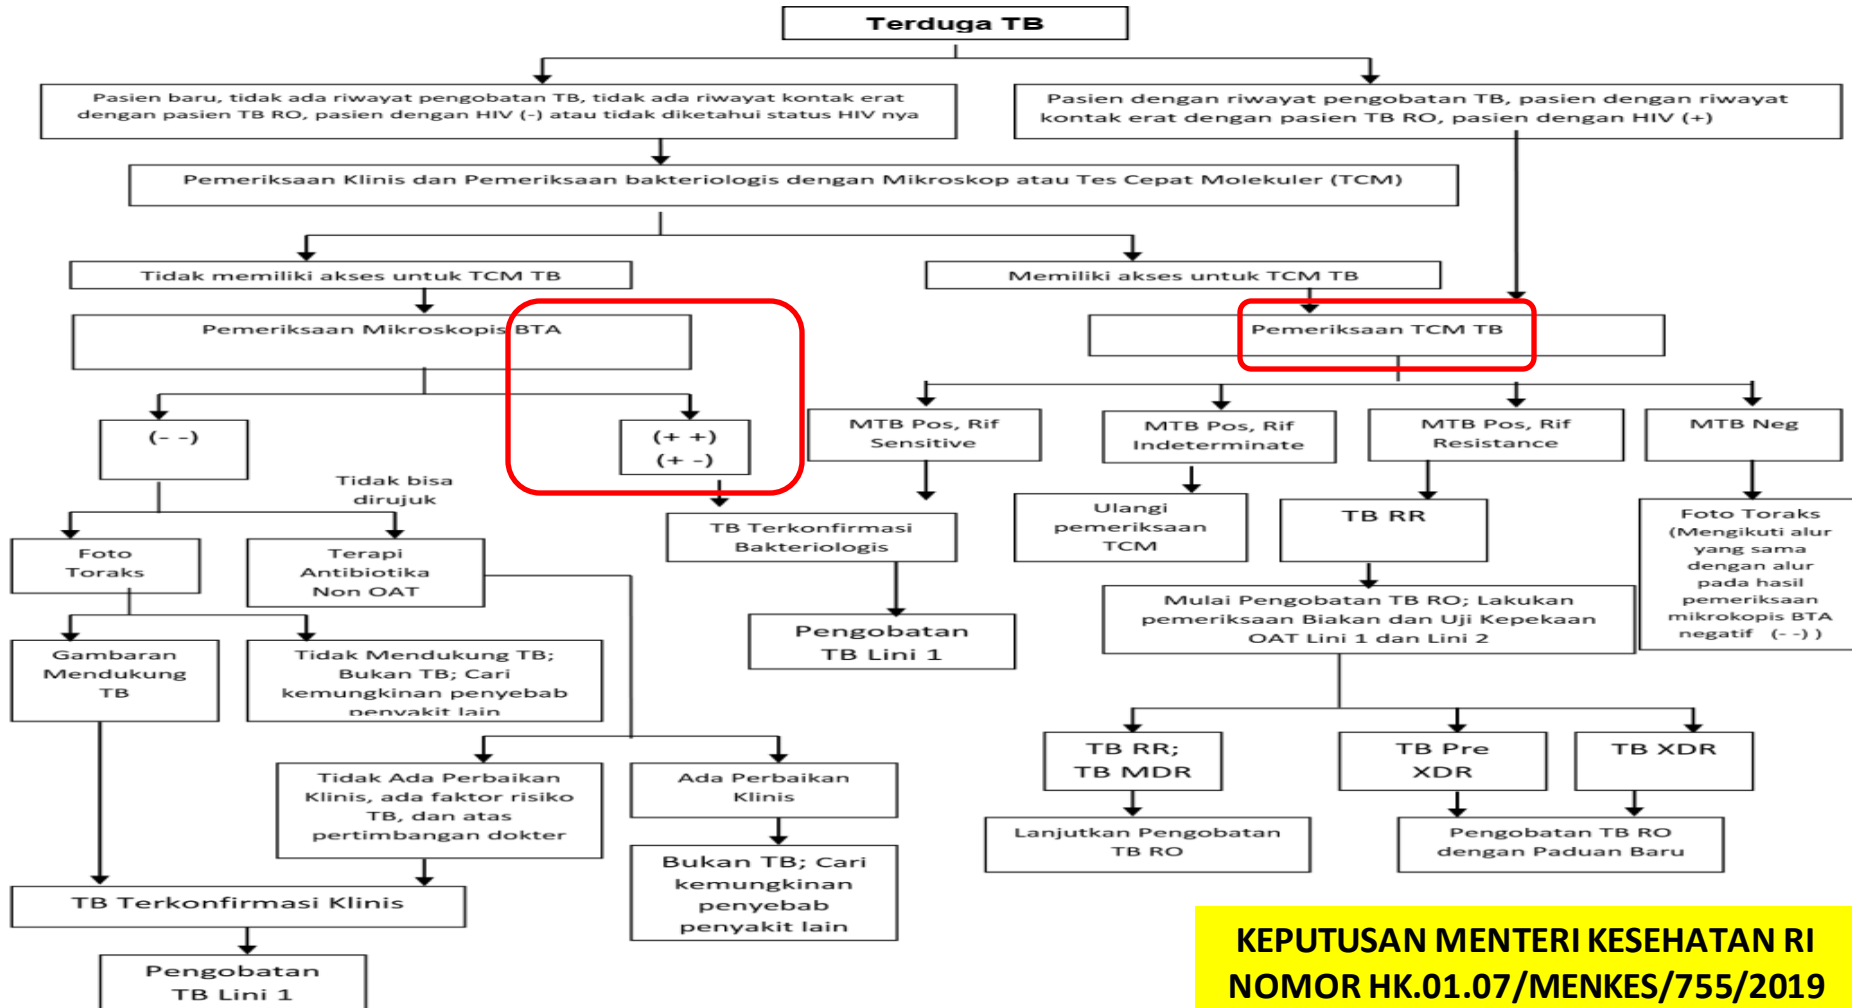 Terduga TB
Pasien baru, tidak ada riwayat pengobatan TB, tidak ada riwayat kontak erat
dengan pasien TB RO, pasien dengan HIV (-) atau tidak diketahui status HIV nya
Pasien dengan riwayat pengobatan TB, pasien dengan riwayat
kontak erat dengan pasien TB RO, pasien dengan HIV (+)
Pemeriksaan Klinis dan Pemeriksaan bakteriologis dengan Mikroskop atau Tes Cepat Molekuler (TCM)
Tidak memiliki akses untuk TCM TB
Memiliki akses untuk TCM TB
Pemeriksaan Mikroskopis BTA
Pemeriksaan TCM TB
(- -)
(+ +)
(+ -)
MTB Pos, Rif
Sensitive
MTB Pos, Rif
Indeterminate
MTB Pos, Rif
Resistance
MTB Neg
Tidak bisa
dirujuk
Foto
Toraks
Terapi
Antibiotika
Non OAT
TB Terkonfirmasi
Bakteriologis
Ulangi
pemeriksaan
TCM
TB RR
Foto Toraks
(Mengikuti alur
yang sama
dengan alur
pada hasil
pemeriksaan
mikrokopis BTA
negatif (- -) )
Pengobatan
TB Lini 1
Mulai Pengobatan TB RO; Lakukan
pemeriksaan Biakan dan Uji Kepekaan
OAT Lini 1 dan Lini 2
Gambaran
Mendukung
TB
Tidak Mendukung TB;
Bukan TB; Cari
kemungkinan penyebab
penyakit lain
TB RR;
TB MDR
TB Pre
XDR
TB XDR
Tidak Ada Perbaikan
Klinis, ada faktor risiko
TB, dan atas
pertimbangan dokter
Ada Perbaikan
Klinis
Lanjutkan Pengobatan
TB RO
Pengobatan TB RO
dengan Paduan Baru
Bukan TB; Cari
kemungkinan
penyebab
penyakit lain
TB Terkonfirmasi Klinis
Pengobatan
TB Lini 1
KEPUTUSAN MENTERI KESEHATAN RI
NOMOR HK.01.07/MENKES/755/2019